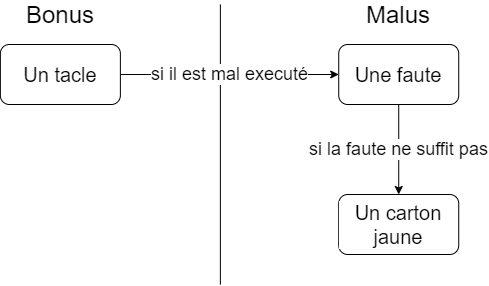 Bonus
Malus
Un tacle
si il est mal executé
Une faute
si la faute ne suffit pas
Un carton
jaune